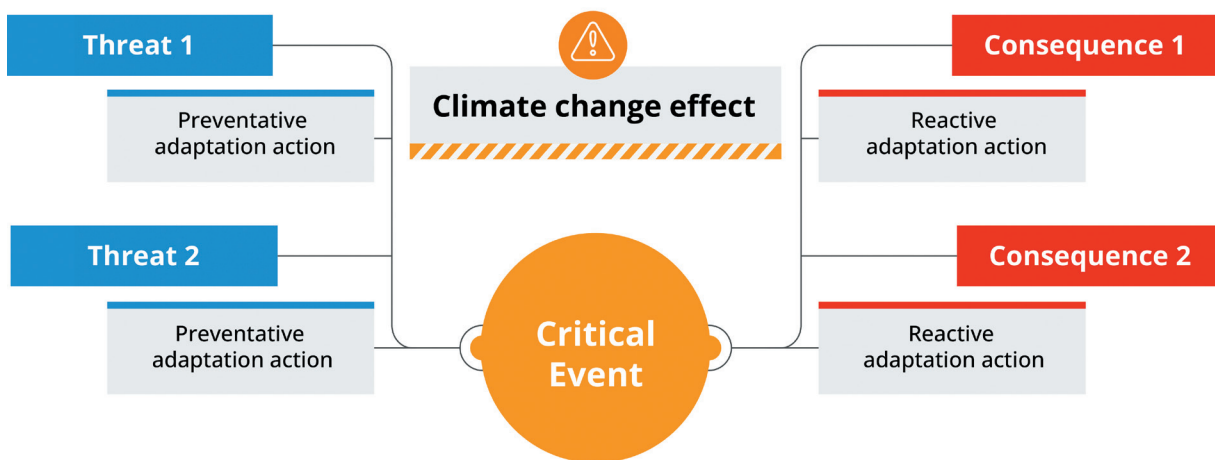 Threat 1
Preventative
adaptation action
Threat 2
Preventative
adaptation action
Climate change effect
Critical
Event
Consequence 1
Reactive
adaptation action
Consequence 2
Reactive
adaptation action